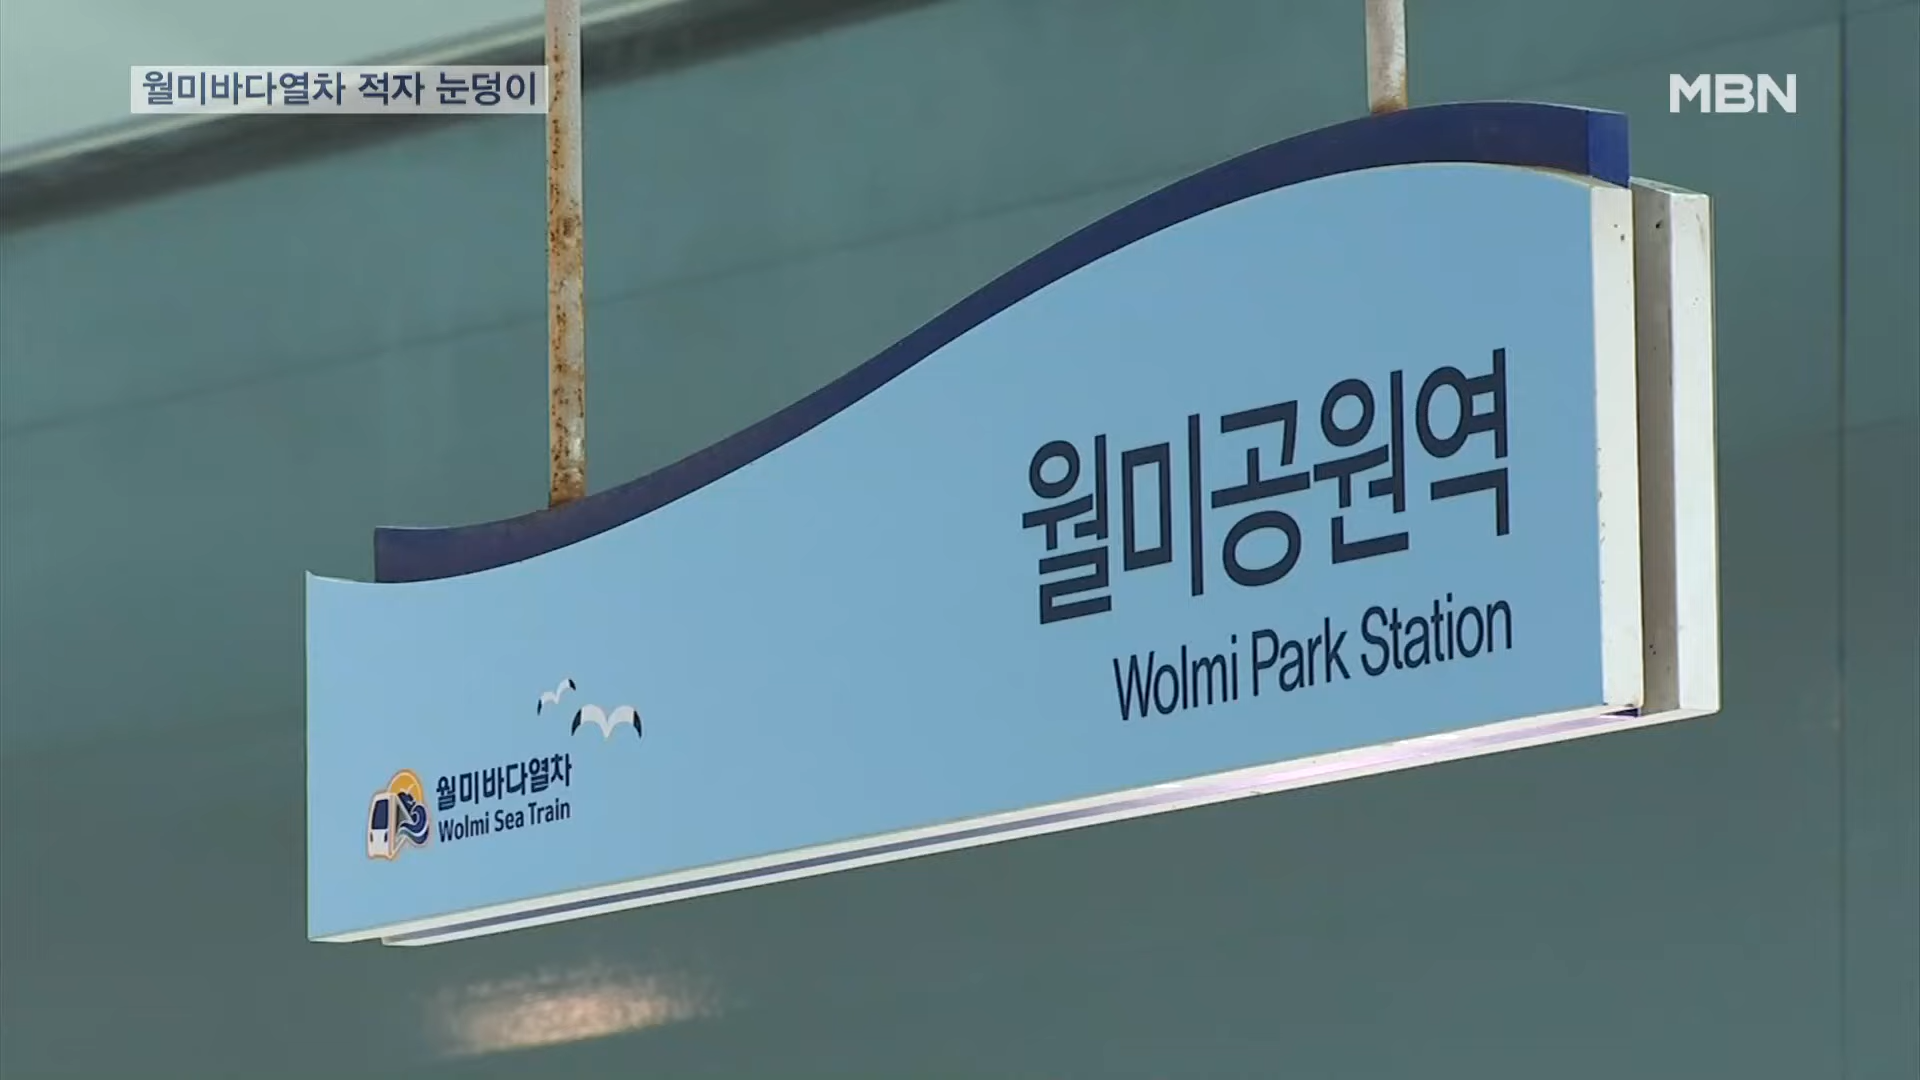 월미바다열차 적자 눈덩이
MBN
월미공원역
Wolmi Park Station
월미바다열차
Wolmi Sea Train